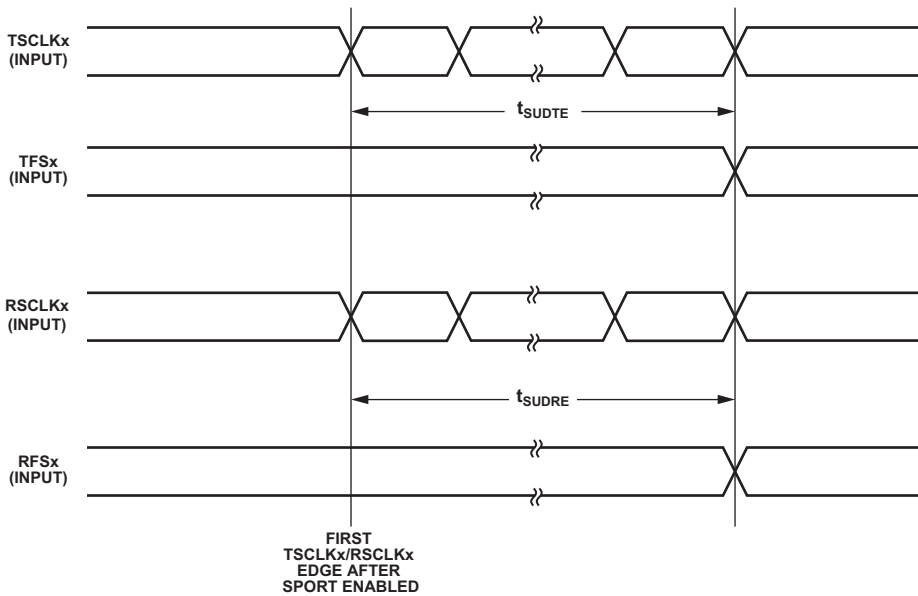 TSCLKx
(INPUT)
tSUDTE
TFSx
(INPUT)
RSCLKx
(INPUT)
tSUDRE
RFSx
(INPUT)
FIRST
TSCLKx/RSCLKx
EDGE AFTER
SPORT ENABLED